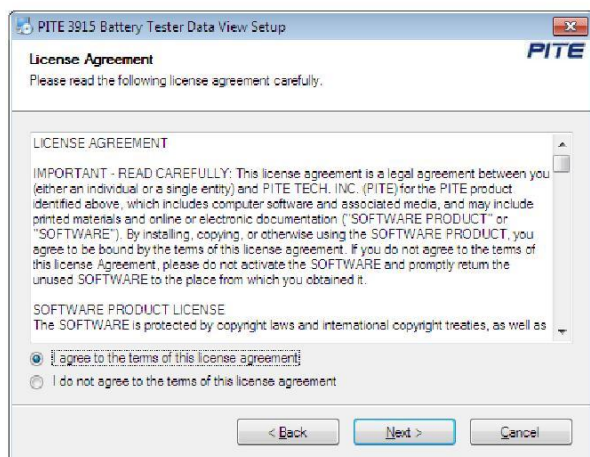 PITE 3915 Battery Tester Data View Setup
License Agreement
PITE
Please read the following license agreement carefully.
LICENSE AGREEMENT
IMPORTANT - READ CAREFULLY: This license agreement is a legal agreement between you
(either an individual or a single entity) and PITE TECH. INC. (PITE) for the PITE product
identified above, which includes computer software and associated media, and may include
printed materials and online or electronic documentation ("SOFTWARE PRODUCT" or
"SOFTWARE"). By installing, copying, or otherwise using the SOFTWARE PRODUCT, you
agree to be bound by the terms of this license agreement. If you do not agree to the terms of
this license Agreement, please do not activate the SOFTWARE and promptly return the
unused SOFTWARE to the place from which you obtained it.
SOFTWARE PRODUCT LICENSE
The SOFTWARE is protected by copyright laws and international copyright treaties, as well as
I agree to the terms of this license agreement
I do not agree to the terms of this license agreement
< Back Next > Cancel